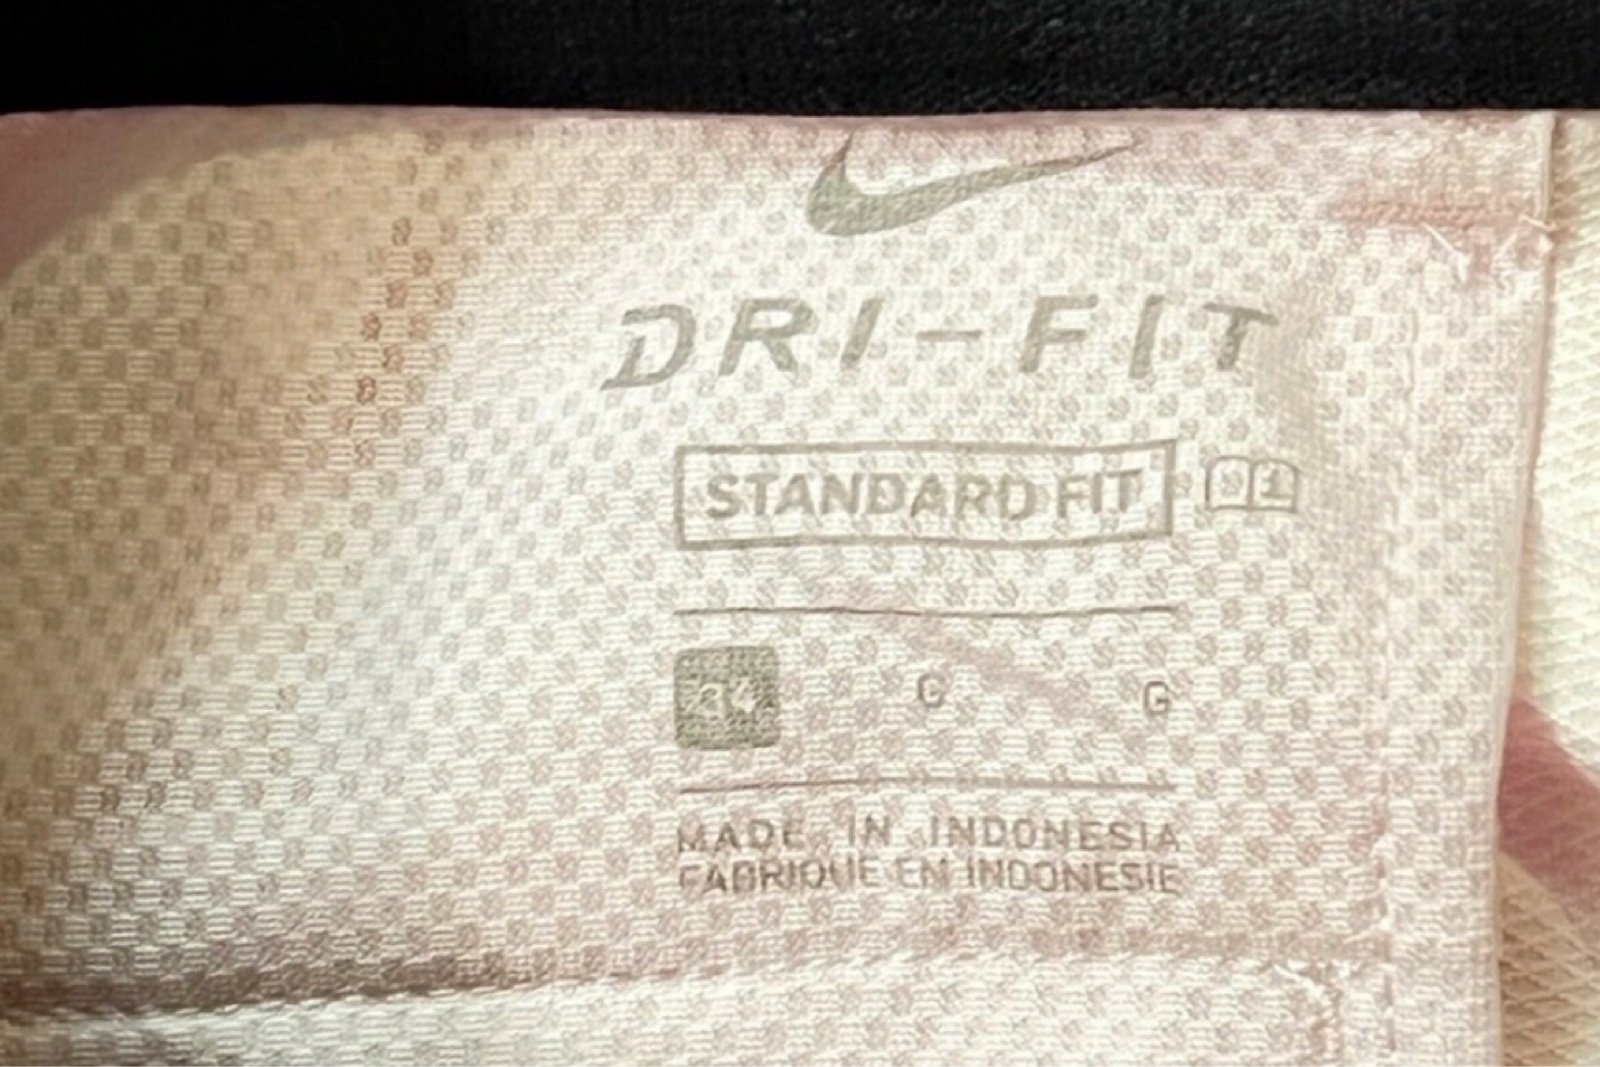 DRI-FIT
STANDARD FIT
C G
MADE IN INDONESIA
FABRIQUE EN INDONESIE